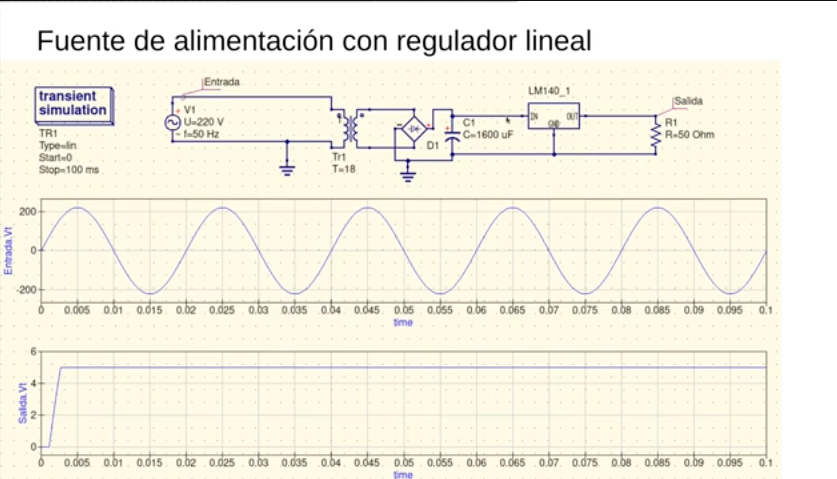 Fuente de alimentación con regulador lineal
transient
simulation
TR1
Type=lin
Start=0
Stop=100 ms
Entrada
V1
U=220 V
f=50 Hz
Tr1
T=18
D1
C1
C=1600 uF
LM140_1
IN
OUT
GND
Salida
R1
R=50 Ohm
Entrada.Vt
200
0
-200
0 0.005 0.01 0.015 0.02 0.025 0.03 0.035 0.04 0.045 0.05 0.055 0.06 0.065 0.07 0.075 0.08 0.085 0.09 0.095 0.1
time
Salida.Vt
6
4
2
0
0 0.005 0.01 0.015 0.02 0.025 0.03 0.035 0.04 0.045 0.05 0.055 0.06 0.065 0.07 0.075 0.08 0.085 0.09 0.095 0.1
time